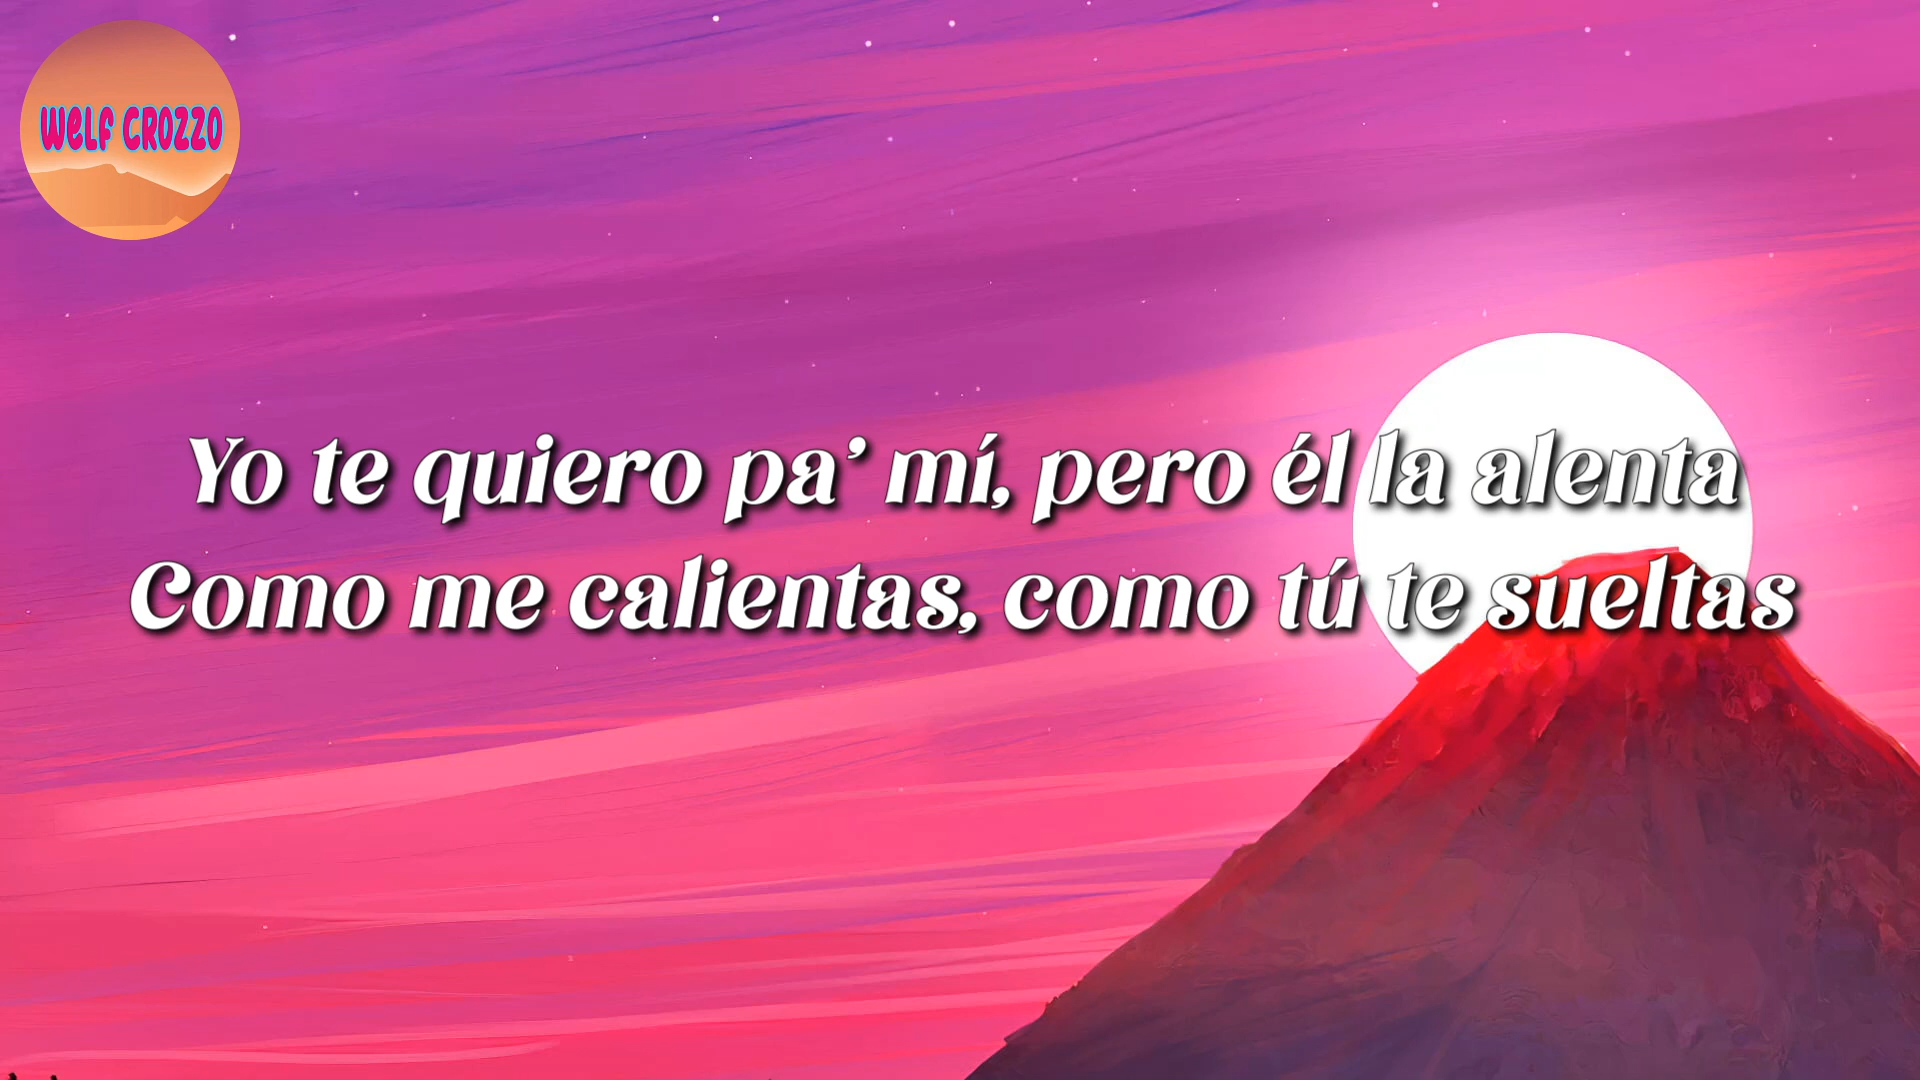 WELF CROZZO
Yo te quiero pa’ mí, pero él la alenta
Como me calientas, como tú te sueltas